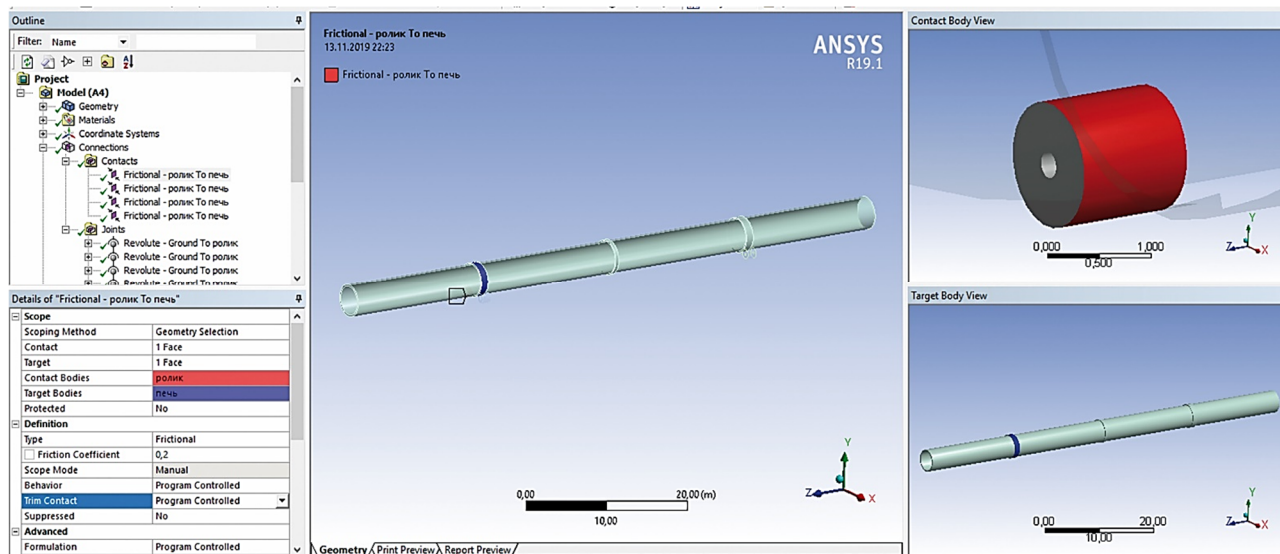 Outline
Filter: Name
Project
Model (A4)
Geometry
Materials
Coordinate Systems
Connections
Contacts
Frictional - ролик To печь
Frictional - ролик To печь
Frictional - ролик To печь
Frictional - ролик To печь
Joints
Revolute - Ground To ролик
Revolute - Ground To ролик
Revolute - Ground To ролик
Revolute - Ground To ролик
Details of "Frictional - ролик To печь"
Scope
Scoping Method Geometry Selection
Contact 1 Face
Target 1 Face
Contact Bodies ролик
Target Bodies печь
Protected No
Definition
Type Frictional
Friction Coefficient 0,2
Scope Mode Manual
Behavior Program Controlled
Trim Contact Program Controlled
Suppressed No
Advanced
Formulation Program Controlled
Frictional - ролик To печь
13.11.2019 22:23
Frictional - ролик To печь
ANSYS
R19.1
0,00 20,00 (m)
10,00
Y
Z X
Geometry Print Preview Report Preview
Contact Body View
0,000 1,000
0,500
Y
Z X
Target Body View
0,00 20,00
10,00
Y
Z X